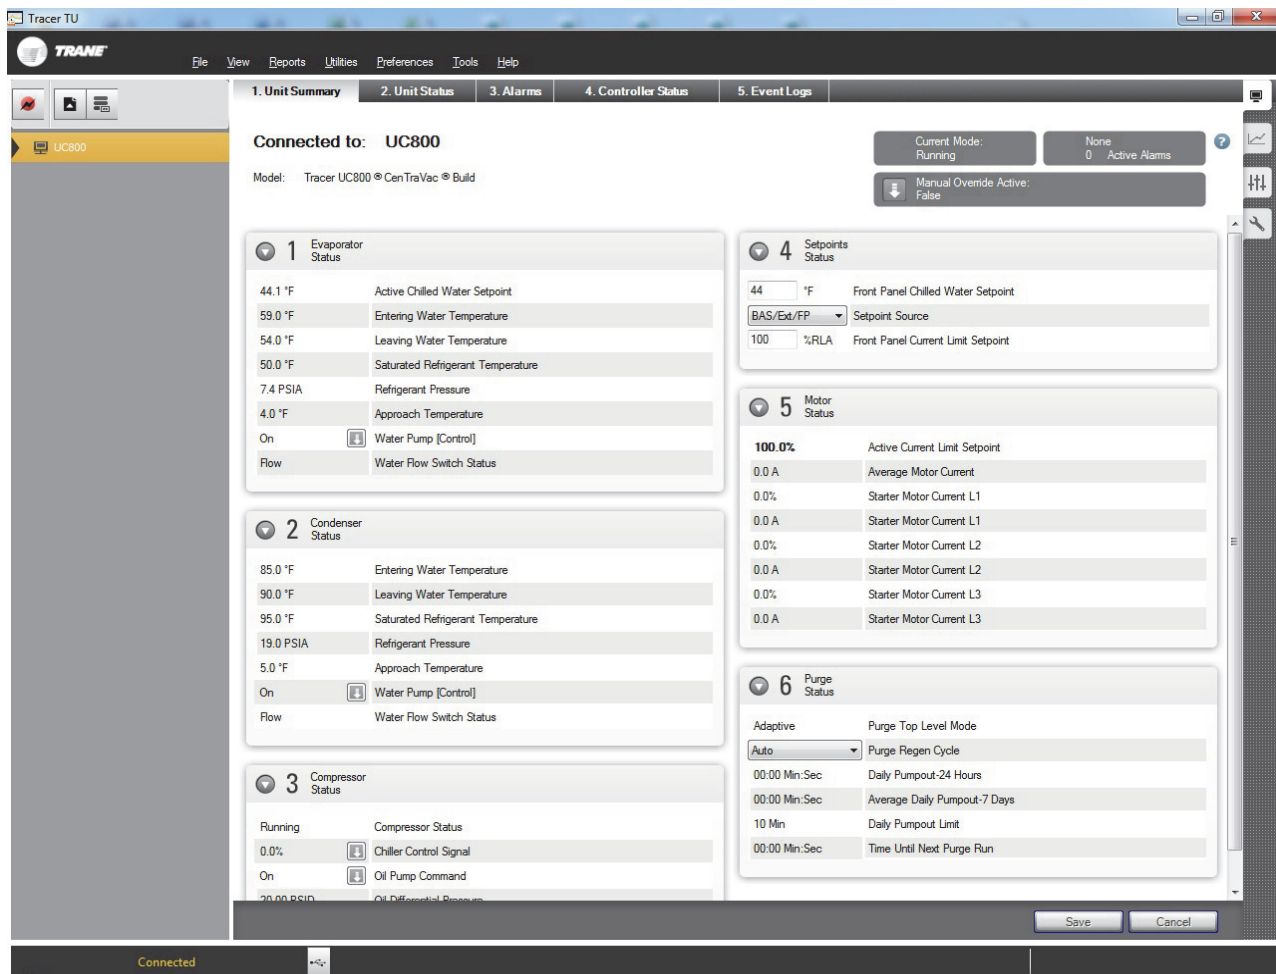 Tracer TU
TRANE
File View Reports Utilities Preferences Tools Help
1. Unit Summary 2. Unit Status 3. Alarms 4. Controller Status 5. Event Logs
UC800
Connected to: UC800
Model: Tracer UC800 ® CenTraVac ® Build
Current Mode:
Running
None
0 Active Alarms
?
Manual Override Active:
False
1 Evaporator
Status
44.1 °F Active Chilled Water Setpoint
59.0 °F Entering Water Temperature
54.0 °F Leaving Water Temperature
50.0 °F Saturated Refrigerant Temperature
7.4 PSIA Refrigerant Pressure
4.0 °F Approach Temperature
On Water Pump [Control]
Flow Water Flow Switch Status
2 Condenser
Status
85.0 °F Entering Water Temperature
90.0 °F Leaving Water Temperature
95.0 °F Saturated Refrigerant Temperature
19.0 PSIA Refrigerant Pressure
5.0 °F Approach Temperature
On Water Pump [Control]
Flow Water Flow Switch Status
3 Compressor
Status
Running Compressor Status
0.0% Chiller Control Signal
On Oil Pump Command
20.00 PSID Oil Differential Pressure
4 Setpoints
Status
44 °F Front Panel Chilled Water Setpoint
BAS/Ext/FP Setpoint Source
100 %RLA Front Panel Current Limit Setpoint
5 Motor
Status
100.0% Active Current Limit Setpoint
0.0 A Average Motor Current
0.0% Starter Motor Current L1
0.0 A Starter Motor Current L1
0.0% Starter Motor Current L2
0.0 A Starter Motor Current L2
0.0% Starter Motor Current L3
0.0 A Starter Motor Current L3
6 Purge
Status
Adaptive Purge Top Level Mode
Auto Purge Regen Cycle
00:00 Min:Sec Daily Pumpout-24 Hours
00:00 Min:Sec Average Daily Pumpout-7 Days
10 Min Daily Pumpout Limit
00:00 Min:Sec Time Until Next Purge Run
Save Cancel
Connected